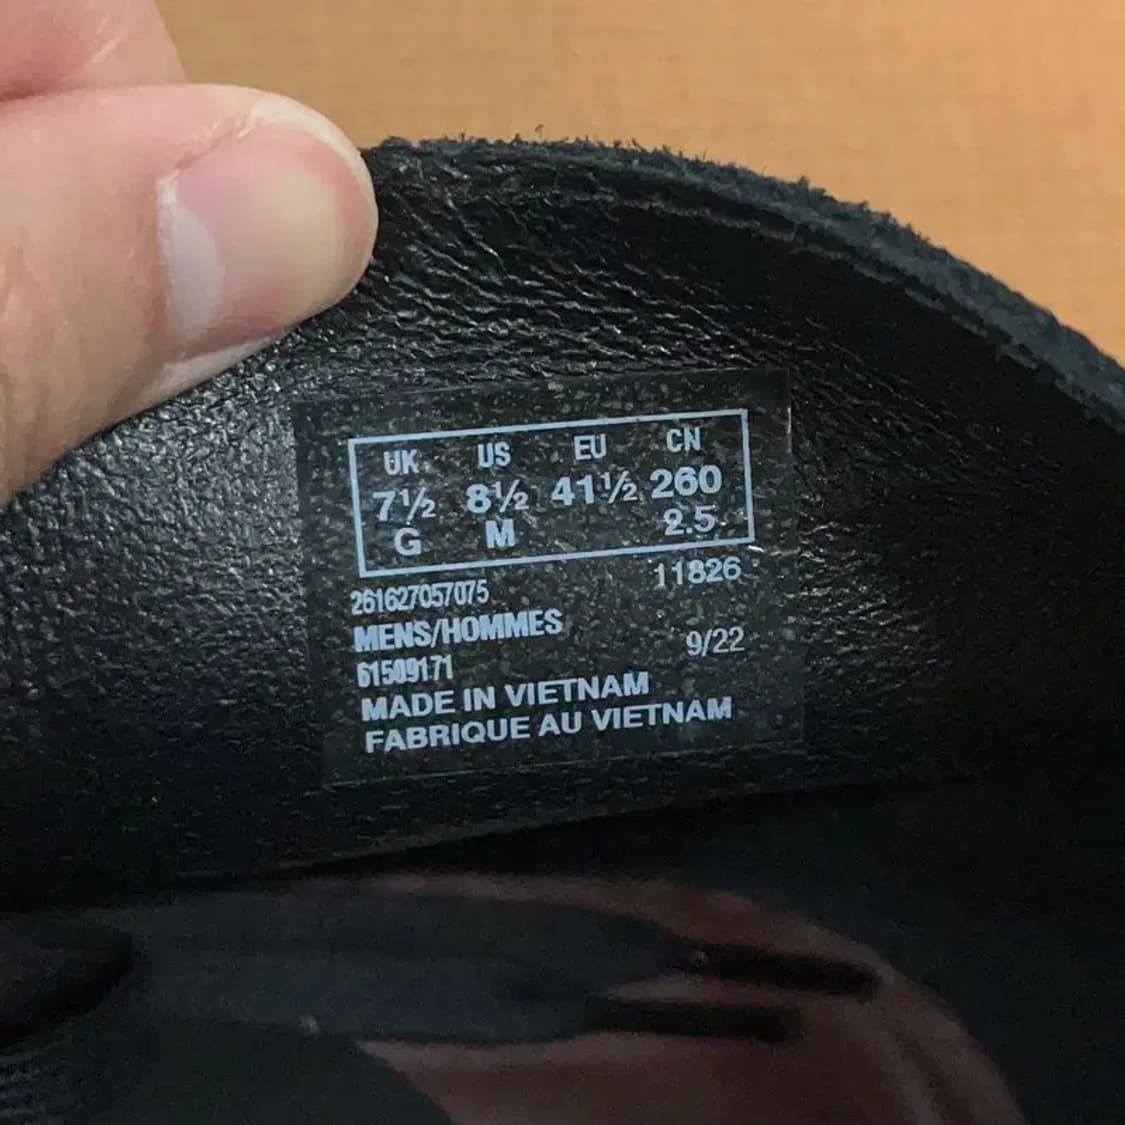 UK US EU CN
7½ 8½ 41½ 260
G M 2.5
261627057075 11826
MENS/HOMMES
9/22
61509171
MADE IN VIETNAM
FABRIQUE AU VIETNAM